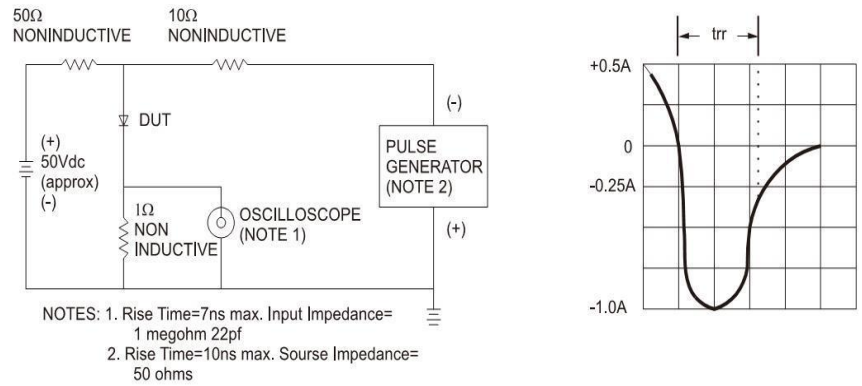 50Ω
NONINDUCTIVE
10Ω
NONINDUCTIVE
DUT
(+)
50Vdc
(approx)
(-)
1Ω
NON
INDUCTIVE
OSCILLOSCOPE
(NOTE 1)
(-)
PULSE
GENERATOR
(NOTE 2)
(+)
NOTES: 1. Rise Time=7ns max. Input Impedance=
1 megohm 22pf
2. Rise Time=10ns max. Sourse Impedance=
50 ohms
trr
+0.5A
0
-0.25A
-1.0A